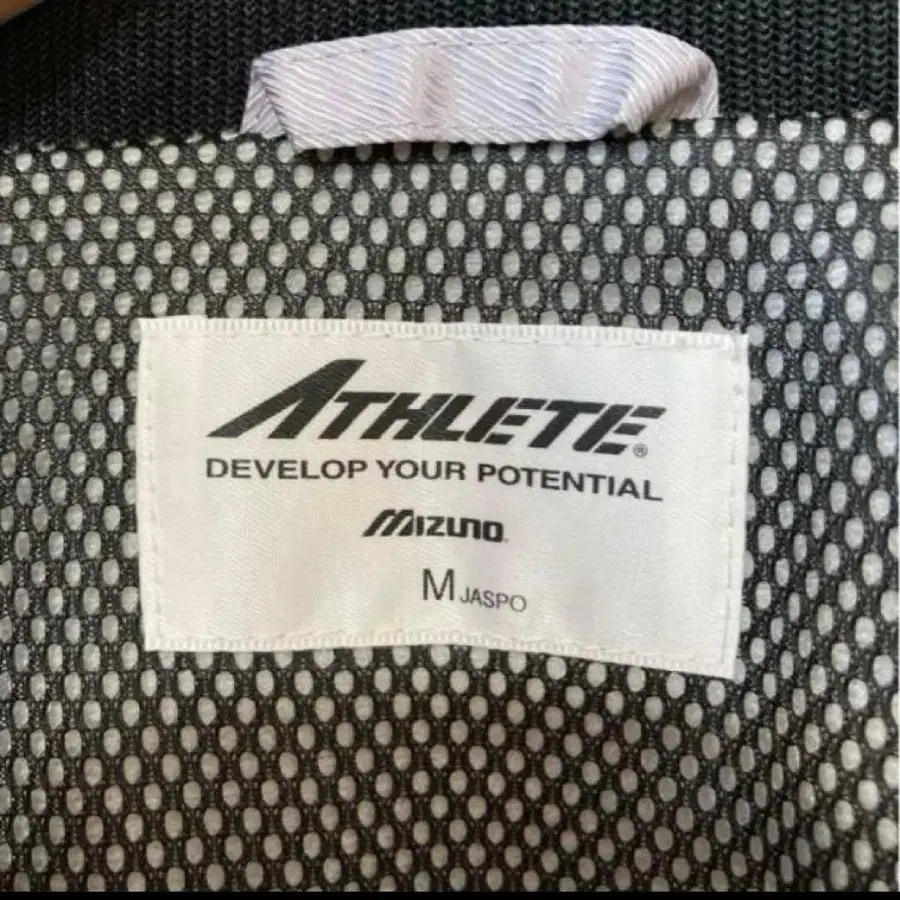 ATHLETE®
DEVELOP YOUR POTENTIAL
MIZUNO
M JASPO